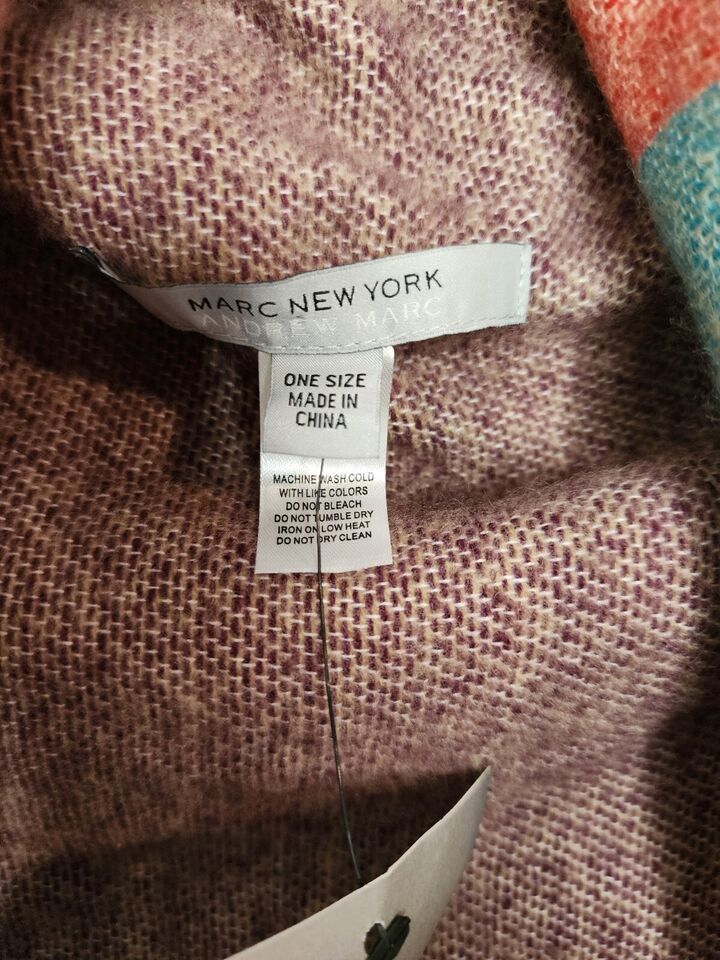 MARC NEW YORK
ANDREW MARC
ONE SIZE
MADE IN
CHINA
MACHINE WASH COLD
WITH LIKE COLORS
DO NOT BLEACH
DO NOT TUMBLE DRY
IRON ON LOW HEAT
DO NOT DRY CLEAN